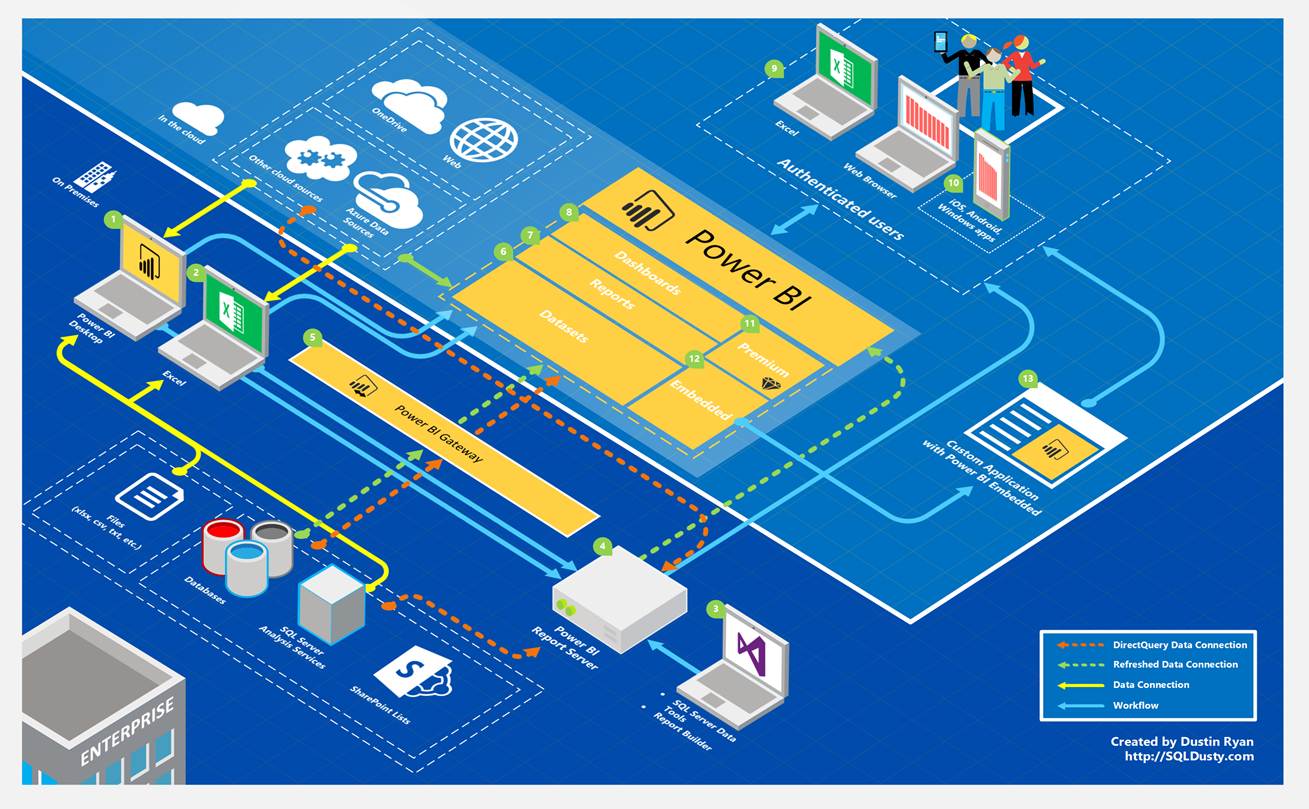 In the cloud
On Premises
OneDrive
Web
Other cloud sources
Azure Data
Sources
1
Power BI
Desktop
2
X
Excel
5
Power BI Gateway
Power BI
8
Dashboards
7
Reports
6
Datasets
11
Premium
12
Embedded
9
X
Excel
Web Browser
10
iOS, Android,
Windows apps
Authenticated users
13
Custom Application
with Power BI Embedded
Files
(xlsx, csv, txt, etc.)
Databases
SQL Server
Analysis Services
S
SharePoint Lists
4
Power BI
Report Server
3
• SQL Server Data
Tools
• Report Builder
ENTERPRISE
DirectQuery Data Connection
Refreshed Data Connection
Data Connection
Workflow
Created by Dustin Ryan
http://SQLDusty.com